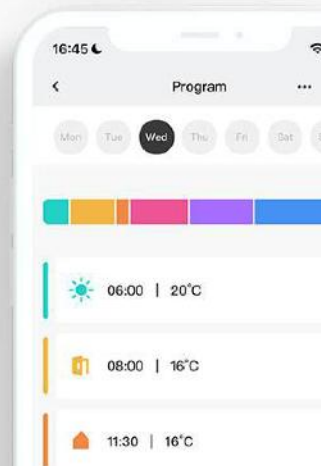 16:45
Program
Mon Tue Wed Thu Fri Sat
06:00 | 20°C
08:00 | 16°C
11:30 | 16°C